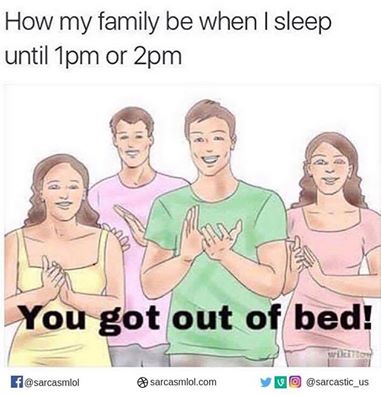 How my family be when I sleep
until 1pm or 2pm
You got out of bed!
wikiHow
@sarcasmlol
sarcasmlol.com
@sarcastic_us